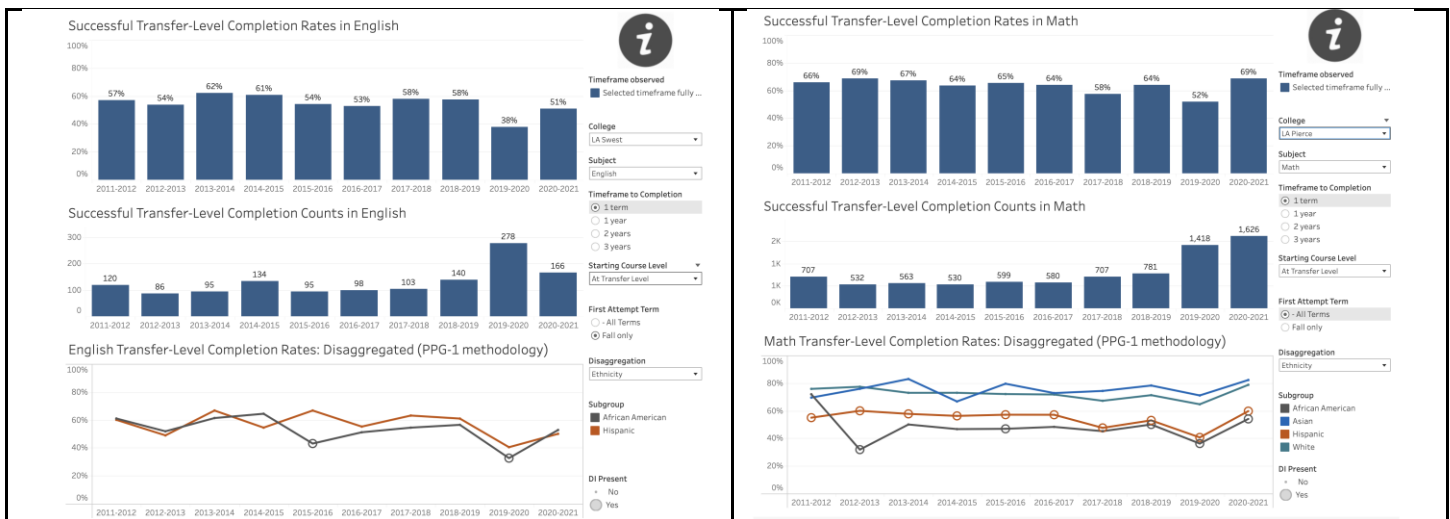 Successful Transfer-Level Completion Rates in English
100%
80%
60%
40%
20%
0%
57% 54% 62% 61% 54% 53% 58% 58% 38% 51%
2011-2012 2012-2013 2013-2014 2014-2015 2015-2016 2016-2017 2017-2018 2018-2019 2019-2020 2020-2021
Successful Transfer-Level Completion Counts in English
300
200
100
0
120 86 95 134 95 98 103 140 278 166
2011-2012 2012-2013 2013-2014 2014-2015 2015-2016 2016-2017 2017-2018 2018-2019 2019-2020 2020-2021
English Transfer-Level Completion Rates: Disaggregated (PPG-1 methodology)
100%
80%
60%
40%
20%
0%
2011-2012 2012-2013 2013-2014 2014-2015 2015-2016 2016-2017 2017-2018 2018-2019 2019-2020 2020-2021
i
Timeframe observed
Selected timeframe fully ...
College
LA Swest
Subject
English
Timeframe to Completion
1 term
1 year
2 years
3 years
Starting Course Level
At Transfer Level
First Attempt Term
- All Terms
Fall only
Disaggregation
Ethnicity
Subgroup
African American
Hispanic
DI Present
No
Yes
Successful Transfer-Level Completion Rates in Math
100%
80%
60%
40%
20%
0%
66% 69% 67% 64% 65% 64% 58% 64% 52% 69%
2011-2012 2012-2013 2013-2014 2014-2015 2015-2016 2016-2017 2017-2018 2018-2019 2019-2020 2020-2021
Successful Transfer-Level Completion Counts in Math
2K
1K
1K
0K
707 532 563 530 599 580 707 781 1,418 1,626
2011-2012 2012-2013 2013-2014 2014-2015 2015-2016 2016-2017 2017-2018 2018-2019 2019-2020 2020-2021
Math Transfer-Level Completion Rates: Disaggregated (PPG-1 methodology)
100%
80%
60%
40%
20%
0%
2011-2012 2012-2013 2013-2014 2014-2015 2015-2016 2016-2017 2017-2018 2018-2019 2019-2020 2020-2021
i
Timeframe observed
Selected timeframe fully ...
College
LA Pierce
Subject
Math
Timeframe to Completion
1 term
1 year
2 years
3 years
Starting Course Level
At Transfer Level
First Attempt Term
- All Terms
Fall only
Disaggregation
Ethnicity
Subgroup
African American
Asian
Hispanic
White
DI Present
No
Yes